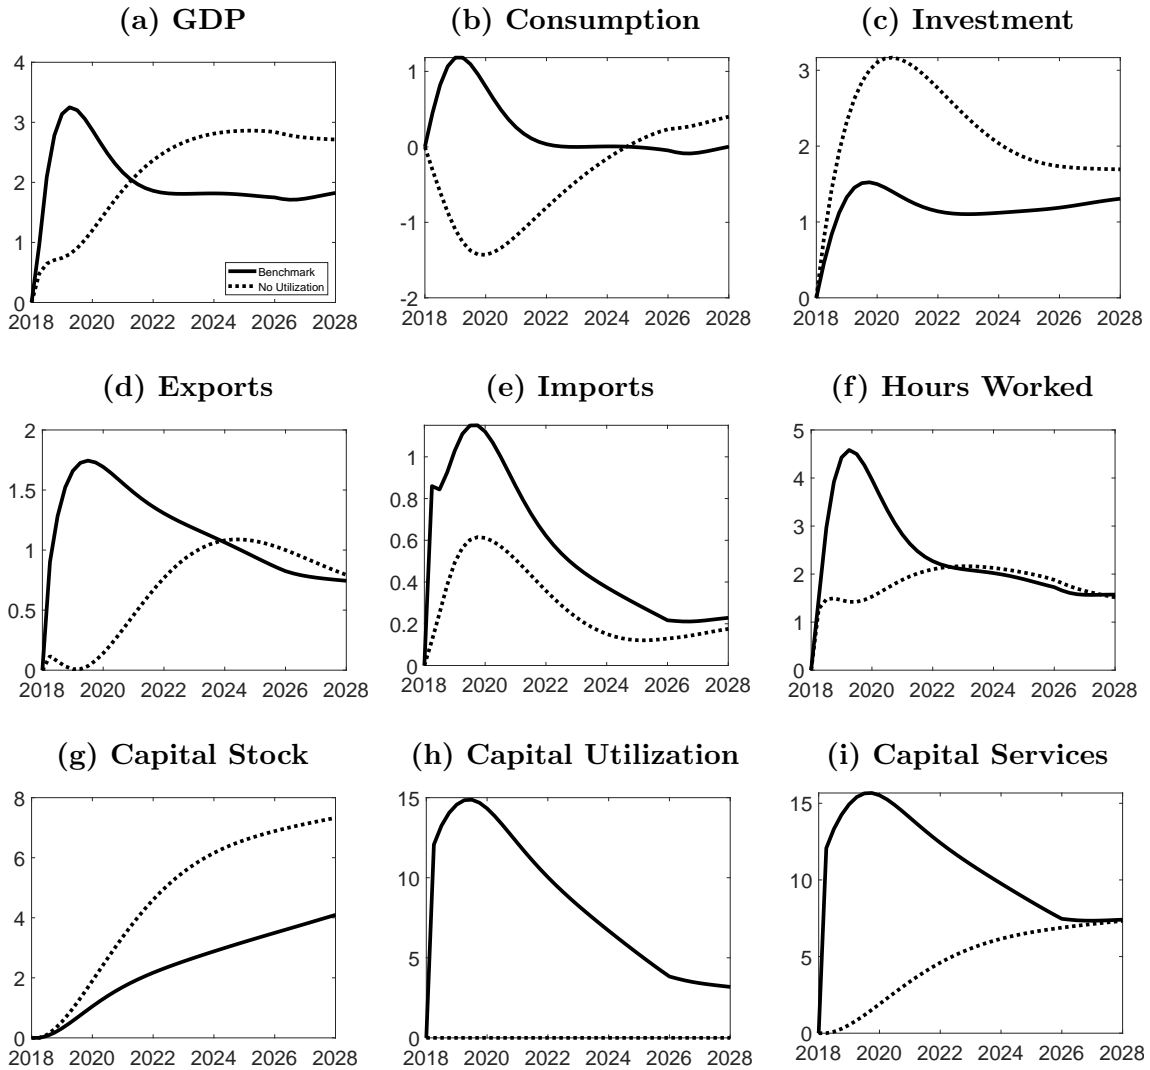 (a) GDP
(b) Consumption
(c) Investment
4
3
2
1
0
2018 2020 2022 2024 2026 2028
Benchmark
No Utilization
1
0
-1
-2
2018 2020 2022 2024 2026 2028
3
2
1
0
2018 2020 2022 2024 2026 2028
(d) Exports
(e) Imports
(f) Hours Worked
2
1.5
1
0.5
0
2018 2020 2022 2024 2026 2028
1
0.8
0.6
0.4
0.2
0
2018 2020 2022 2024 2026 2028
5
4
3
2
1
0
2018 2020 2022 2024 2026 2028
(g) Capital Stock
(h) Capital Utilization
(i) Capital Services
8
6
4
2
0
2018 2020 2022 2024 2026 2028
15
10
5
0
2018 2020 2022 2024 2026 2028
15
10
5
0
2018 2020 2022 2024 2026 2028